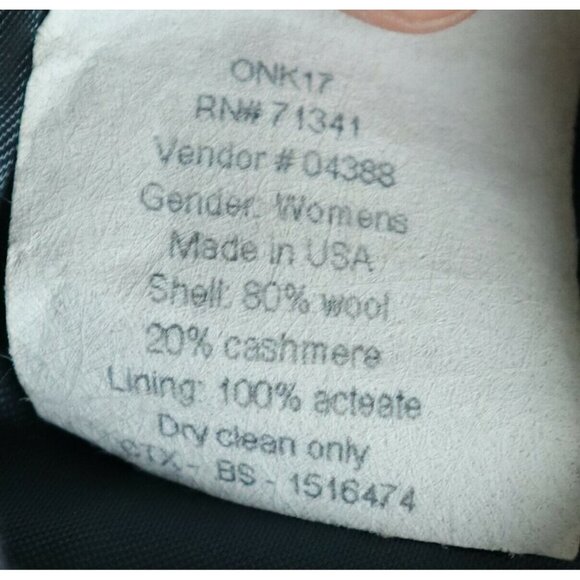 ONK17
RN# 71341
Vendor # 04388
Gender: Womens
Made in USA
Shell: 80% wool
20% cashmere
Lining: 100% acteate
Dry clean only
CTX - BS - 1516474